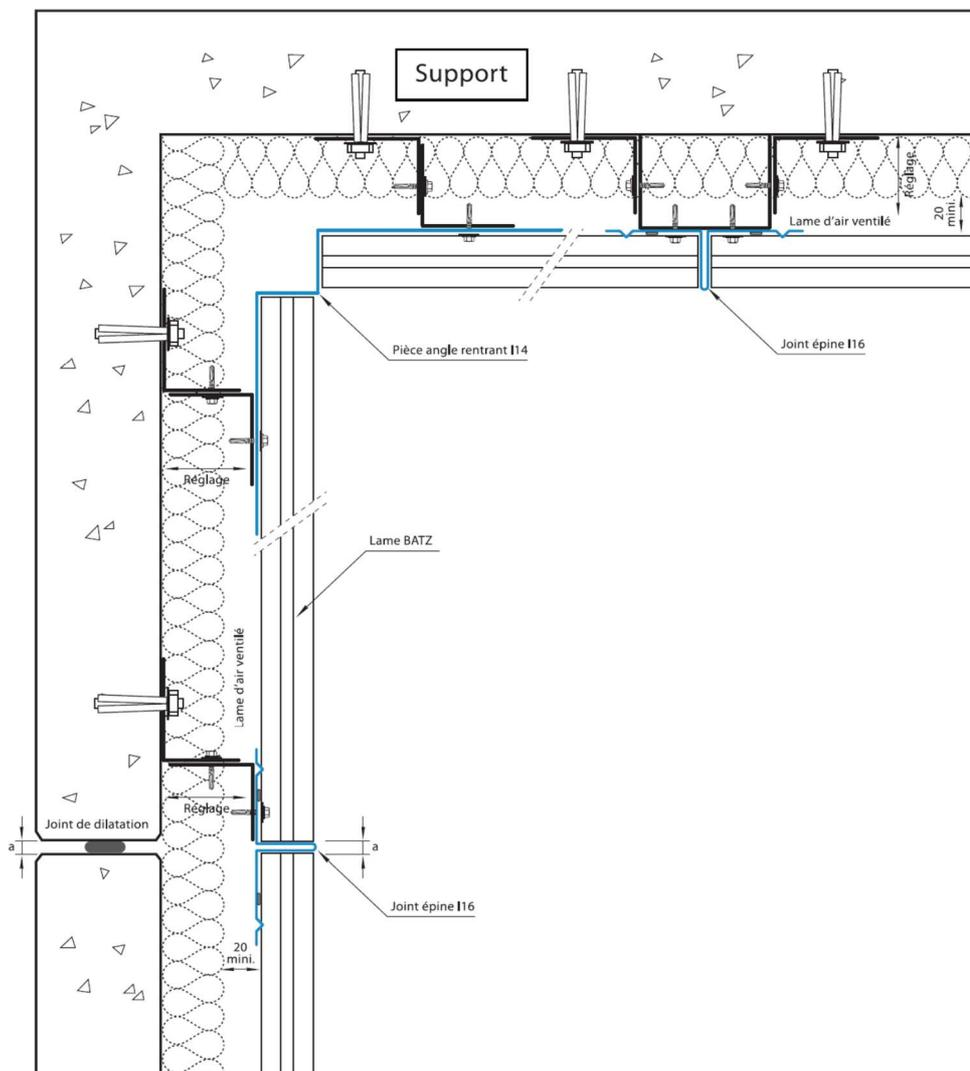 Support
Réglage
20
mini.
Lame d'air ventilé
Pièce angle rentrant I14
Joint épine I16
Réglage
Lame BATZ
Lame d'air ventilé
Réglage
Joint de dilatation
a
a
Joint épine I16
20
mini.